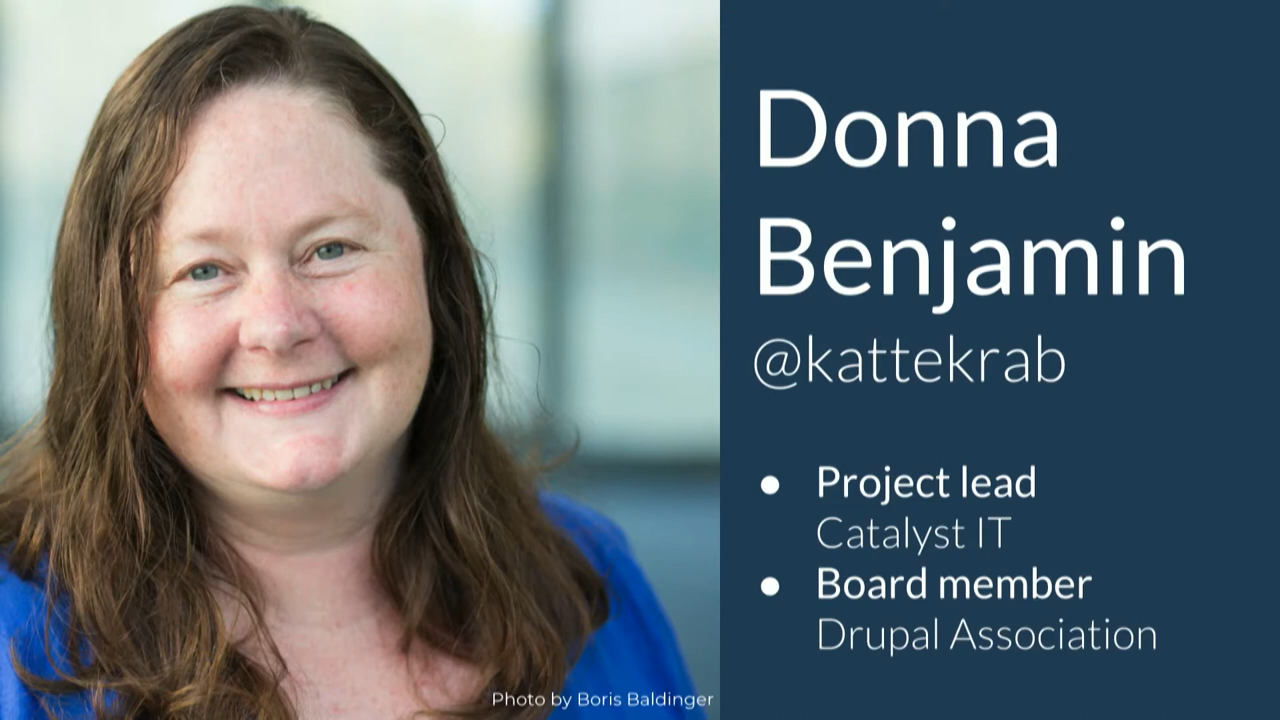 Donna
Benjamin
@kattekrab
● Project lead
Catalyst IT
● Board member
Drupal Association
Photo by Boris Baldinger